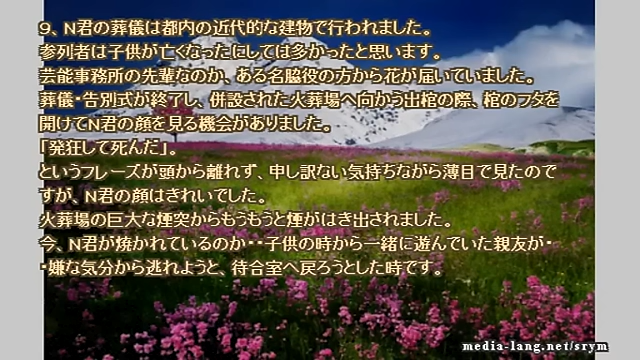 ９、Ｎ君の葬儀は都内の近代的な建物で行われました。
参列者は子供が亡くなったにしては多かったと思います。
芸能事務所の先輩なのか、ある名脇役の方から花が届いていました。
葬儀・告別式が終了し、併設された火葬場へ向かう出棺の際、棺のフタを
開けてＮ君の顔を見る機会がありました。
「発狂して死んだ」。
というフレーズが頭から離れず、申し訳ない気持ちながら薄目で見たので
すが、Ｎ君の顔はきれいでした。
火葬場の巨大な煙突からもうもうと煙がはき出されました。
今、Ｎ君が焼かれているのか・・子供の時から一緒に遊んでいた親友が・
・嫌な気分から逃れようと、待合室へ戻ろうとした時です。
media-lang.net/srym